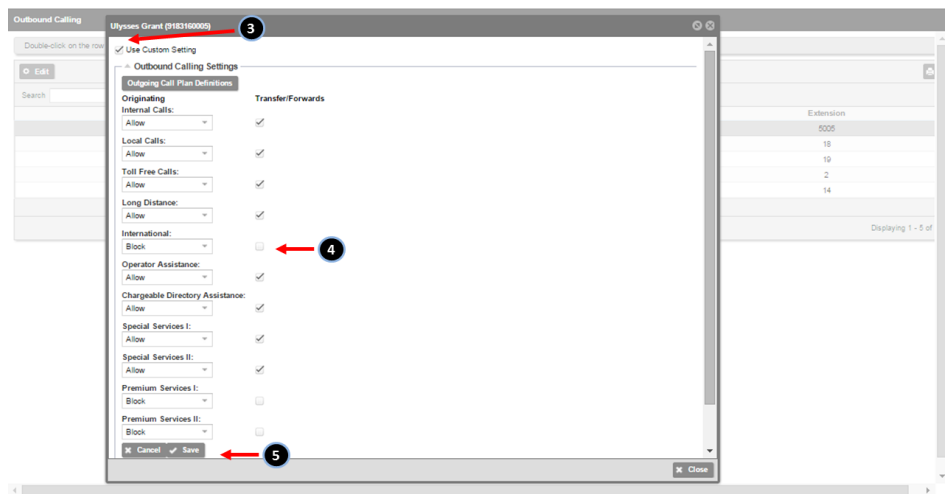 Outbound Calling
Ulysses Grant (9183160005)
3
Double-click on the row
Use Custom Setting
Edit
Outbound Calling Settings
Outgoing Call Plan Definitions
Search
Originating Transfer/Forwards
Internal Calls:
Extension
Allow
5005
Local Calls:
18
Allow
19
Toll Free Calls:
2
Allow
14
Long Distance:
Allow
International:
Displaying 1 - 5 of
Block
4
Operator Assistance:
Allow
Chargeable Directory Assistance:
Allow
Special Services I:
Allow
Special Services II:
Allow
Premium Services I:
Block
Premium Services II:
Block
Cancel Save
5
Close